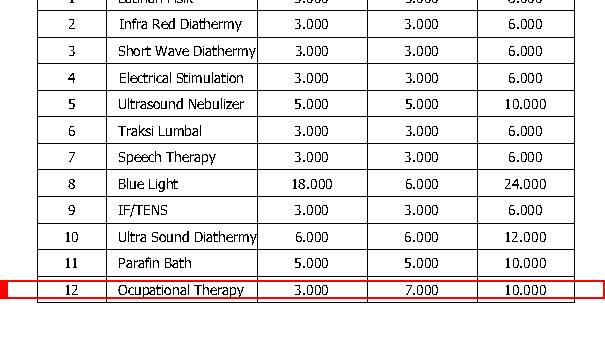 2 Infra Red Diathermy 3.000 3.000 6.000
3 Short Wave Diathermy 3.000 3.000 6.000
4 Electrical Stimulation 3.000 3.000 6.000
5 Ultrasound Nebulizer 5.000 5.000 10.000
6 Traksi Lumbal 3.000 3.000 6.000
7 Speech Therapy 3.000 3.000 6.000
8 Blue Light 18.000 6.000 24.000
9 IF/TENS 3.000 3.000 6.000
10 Ultra Sound Diathermy 6.000 6.000 12.000
11 Parafin Bath 5.000 5.000 10.000
12 Ocupational Therapy 3.000 7.000 10.000